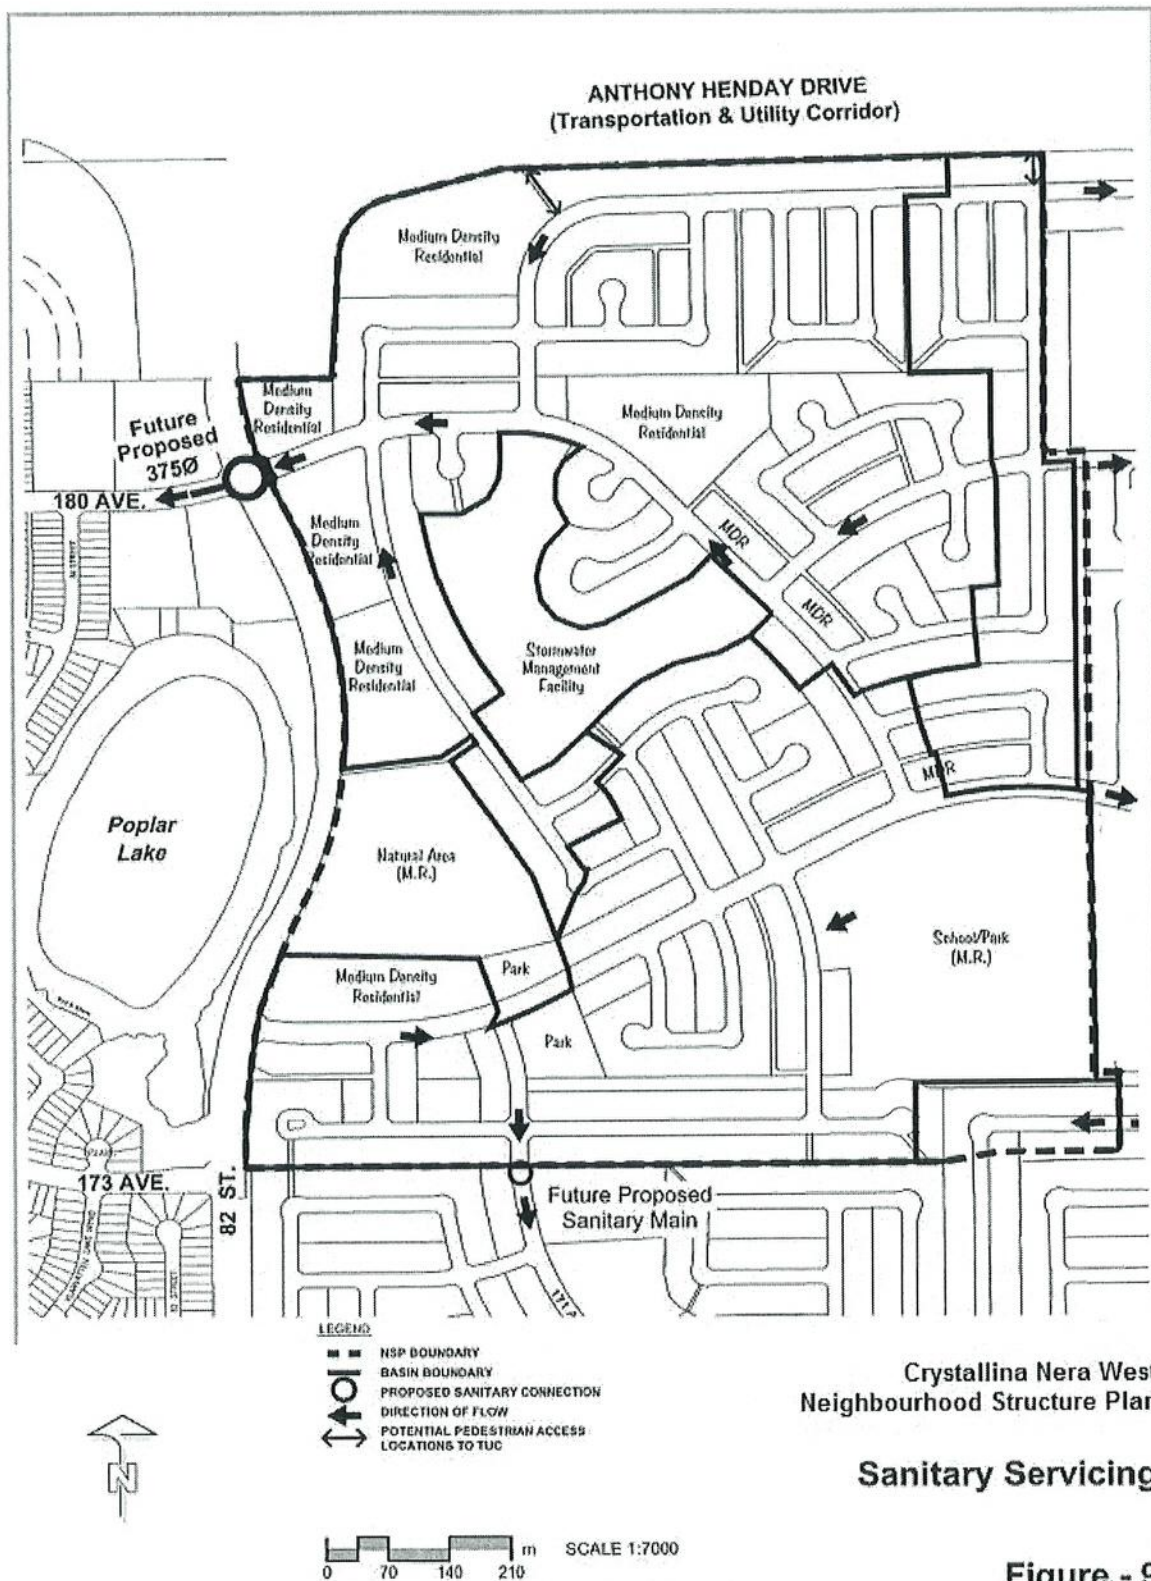 ANTHONY HENDAY DRIVE
(Transportation & Utility Corridor)
Medium Density
Residential
Medium
Density
Residential
Medium Density
Residential
Future
Proposed
375Ø
180 AVE.
Medium
Density
Residential
MDR
MDR
Medium
Density
Residential
Stormwater
Management
Facility
MDR
Poplar
Lake
Natural Area
(M.R.)
School/Park
(M.R.)
Park
Medium Density
Residential
Park
173 AVE.
82 ST.
Future Proposed
Sanitary Main
STREET
LEGEND
NSP BOUNDARY
BASIN BOUNDARY
PROPOSED SANITARY CONNECTION
DIRECTION OF FLOW
POTENTIAL PEDESTRIAN ACCESS
LOCATIONS TO TUC
Crystallina Nera West
Neighbourhood Structure Plan
N
Sanitary Servicing
m SCALE 1:7000
0 70 140 210
Figure - 9